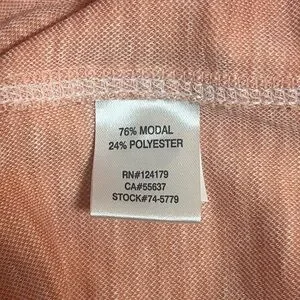 76% MODAL
24% POLYESTER
RN#124179
CA#55637
STOCK#74-5779